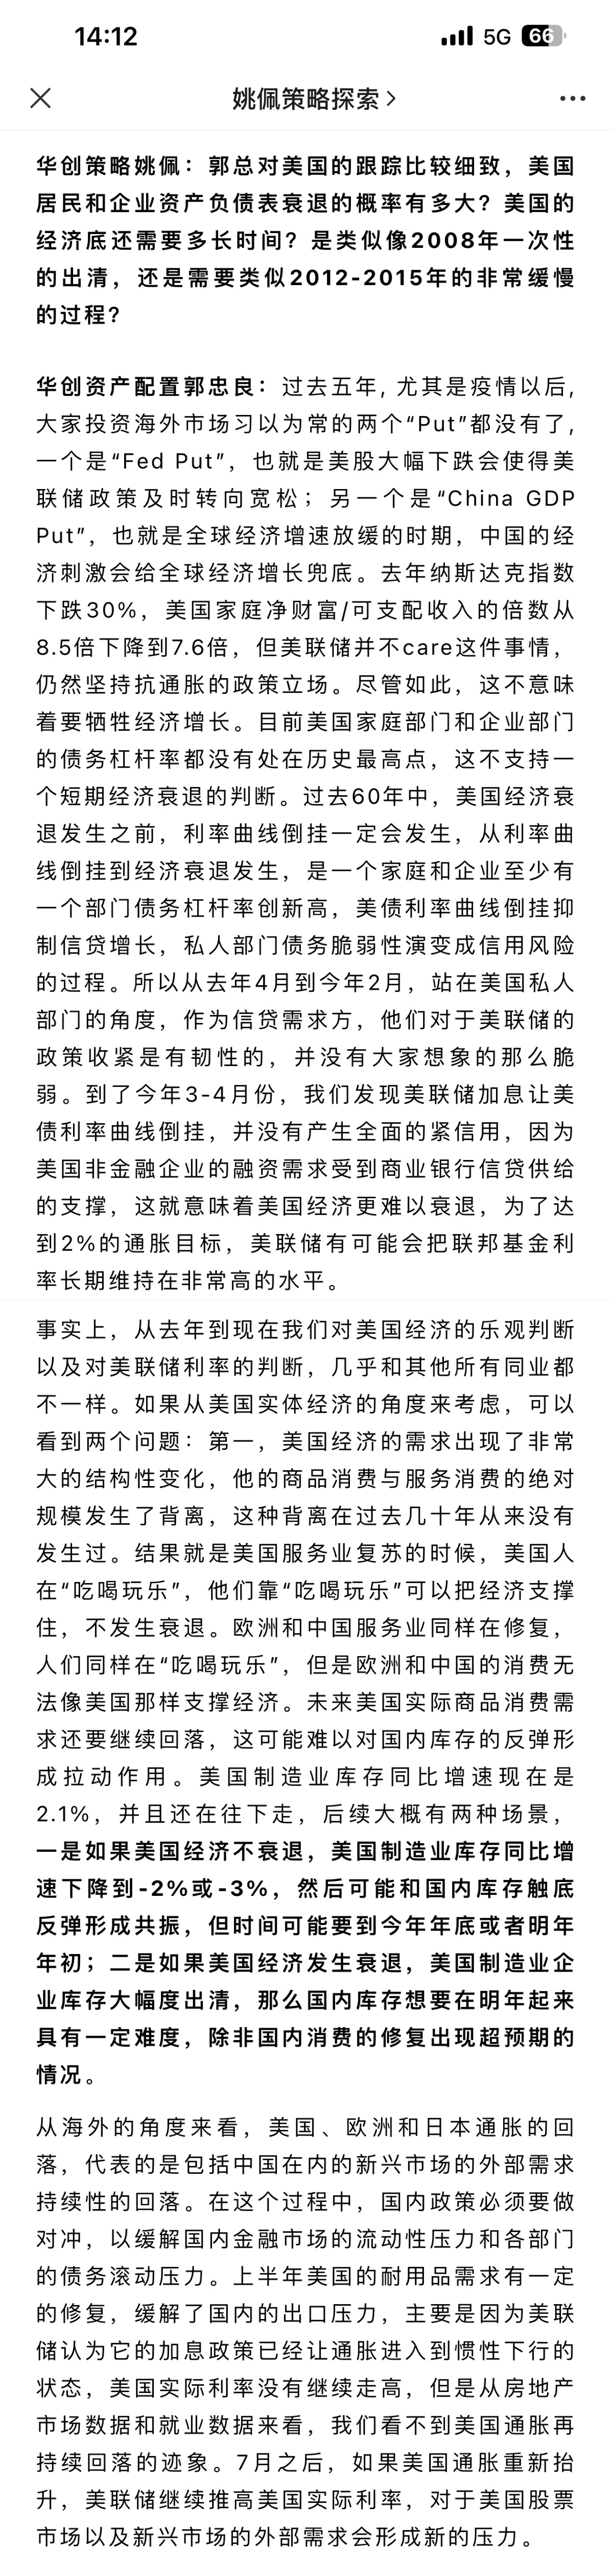 14:12
5G 66
姚佩策略探索
华创策略姚佩：郭总对美国的跟踪比较细致，美国
居民和企业资产负债表衰退的概率有多大？美国的
经济底还需要多长时间？是类似像2008年一次性
的出清，还是需要类似2012-2015年的非常缓慢
的过程？
华创资产配置郭忠良：过去五年, 尤其是疫情以后,
大家投资海外市场习以为常的两个“Put”都没有了,
一个是“Fed Put”，也就是美股大幅下跌会使得美
联储政策及时转向宽松；另一个是“China GDP
Put”，也就是全球经济增速放缓的时期，中国的经
济刺激会给全球经济增长兜底。去年纳斯达克指数
下跌30%，美国家庭净财富/可支配收入的倍数从
8.5倍下降到7.6倍，但美联储并不care这件事情，
仍然坚持抗通胀的政策立场。尽管如此，这不意味
着要牺牲经济增长。目前美国家庭部门和企业部门
的债务杠杆率都没有处在历史最高点，这不支持一
个短期经济衰退的判断。过去60年中，美国经济衰
退发生之前，利率曲线倒挂一定会发生，从利率曲
线倒挂到经济衰退发生，是一个家庭和企业至少有
一个部门债务杠杆率创新高，美债利率曲线倒挂抑
制信贷增长，私人部门债务脆弱性演变成信用风险
的过程。所以从去年4月到今年2月，站在美国私人
部门的角度，作为信贷需求方，他们对于美联储的
政策收紧是有韧性的，并没有大家想象的那么脆
弱。到了今年3-4月份，我们发现美联储加息让美
债利率曲线倒挂，并没有产生全面的紧信用，因为
美国非金融企业的融资需求受到商业银行信贷供给
的支撑，这就意味着美国经济更难以衰退，为了达
到2%的通胀目标，美联储有可能会把联邦基金利
率长期维持在非常高的水平。
事实上，从去年到现在我们对美国经济的乐观判断
以及对美联储利率的判断，几乎和其他所有同业都
不一样。如果从美国实体经济的角度来考虑，可以
看到两个问题：第一，美国经济的需求出现了非常
大的结构性变化，他的商品消费与服务消费的绝对
规模发生了背离，这种背离在过去几十年从来没有
发生过。结果就是美国服务业复苏的时候，美国人
在“吃喝玩乐”，他们靠“吃喝玩乐”可以把经济支撑
住，不发生衰退。欧洲和中国服务业同样在修复，
人们同样在“吃喝玩乐”，但是欧洲和中国的消费无
法像美国那样支撑经济。未来美国实际商品消费需
求还要继续回落，这可能难以对国内库存的反弹形
成拉动作用。美国制造业库存同比增速现在是
2.1%，并且还在往下走，后续大概有两种场景，
一是如果美国经济不衰退，美国制造业库存同比增
速下降到-2%或-3%，然后可能和国内库存触底
反弹形成共振，但时间可能要到今年年底或者明年
年初；二是如果美国经济发生衰退，美国制造业企
业库存大幅度出清，那么国内库存想要在明年起来
具有一定难度，除非国内消费的修复出现超预期的
情况。
从海外的角度来看，美国、欧洲和日本通胀的回
落，代表的是包括中国在内的新兴市场的外部需求
持续性的回落。在这个过程中，国内政策必须要做
对冲，以缓解国内金融市场的流动性压力和各部门
的债务滚动压力。上半年美国的耐用品需求有一定
的修复，缓解了国内的出口压力，主要是因为美联
储认为它的加息政策已经让通胀进入到惯性下行的
状态，美国实际利率没有继续走高，但是从房地产
市场数据和就业数据来看，我们看不到美国通胀再
持续回落的迹象。7月之后，如果美国通胀重新抬
升，美联储继续推高美国实际利率，对于美国股票
市场以及新兴市场的外部需求会形成新的压力。